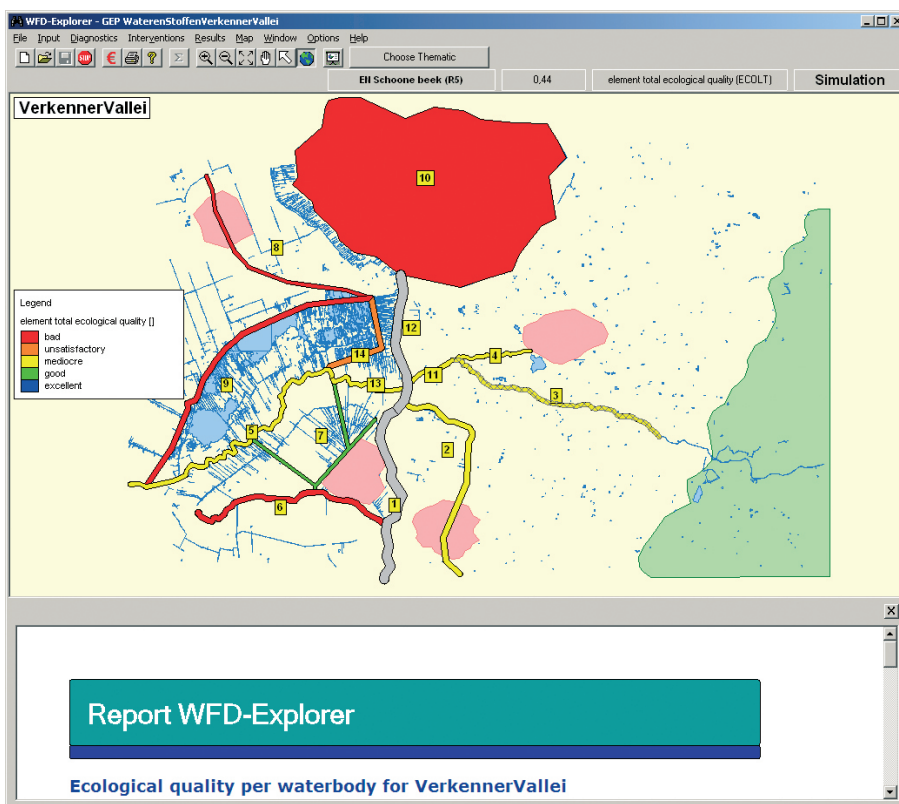 WFD-Explorer - GEP WaterenStoffenVerkennerVallei
File Input Diagnostics Interventions Results Map Window Options Help
STOP € ? Σ Choose Thematic
EII Schoone beek (R5) 0,44 element total ecological quality (ECOLT) Simulation
VerkennerVallei
10
8
Legend
element total ecological quality []
bad
unsatisfactory
mediocre
good
excellent
12
14
4
11
13
9
3
5
7
2
6
1
Report WFD-Explorer
Ecological quality per waterbody for VerkennerVallei